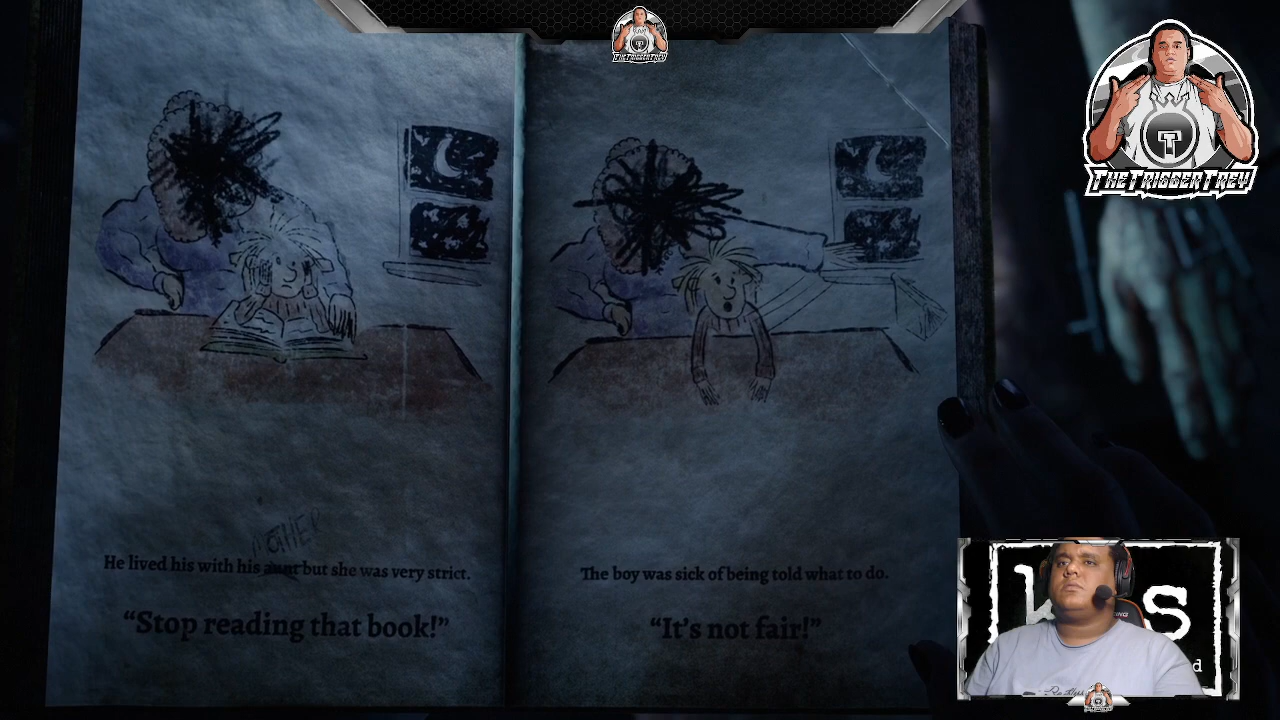 THETRIGGERTREY
THETRIGGERTREY
MOTHER
He lived his with his aunt but she was very strict.
“Stop reading that book!”
The boy was sick of being told what to do.
“It’s not fair!”